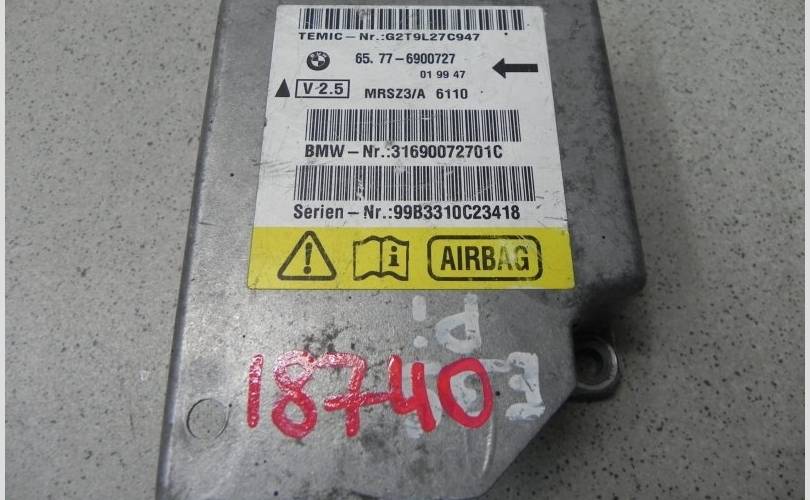 TEMIC-Nr.:G2T9L27C947
65. 77-6900727
01 99 47
V 2.5
MRSZ3/A 6110
BMW-Nr.:31690072701C
Serien-Nr.:99B3310C23418
AIRBAG
18740